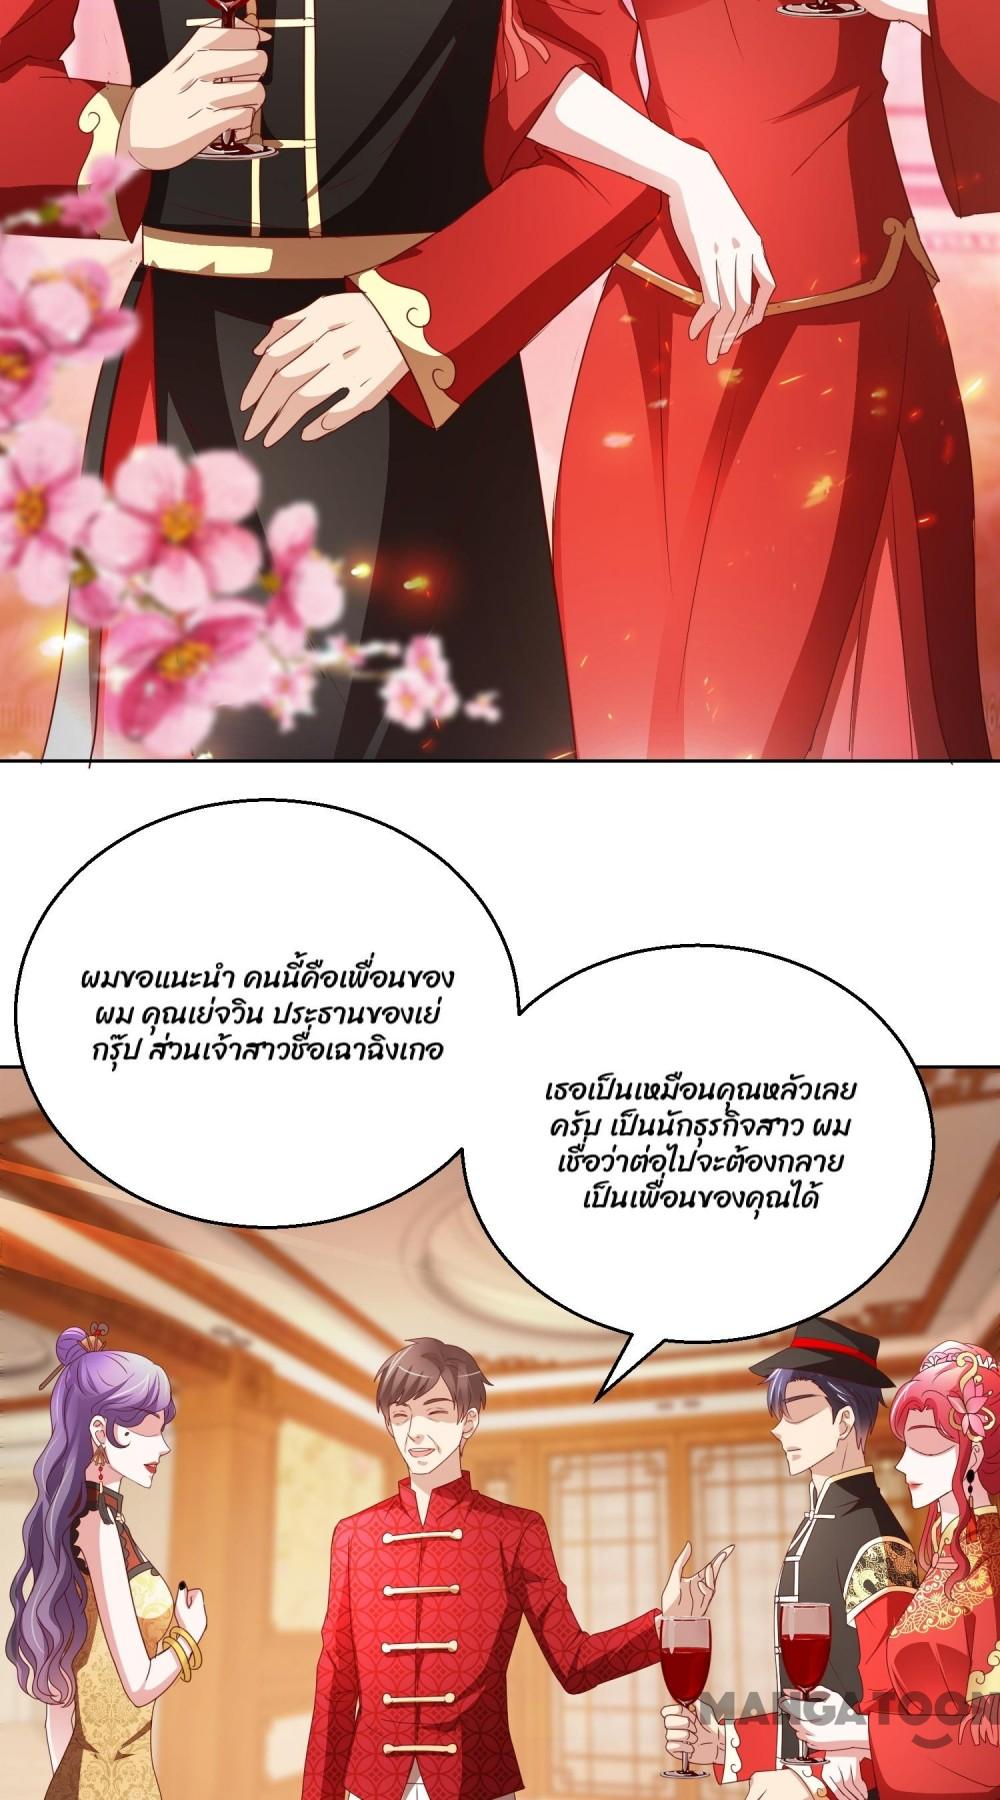 ผมขอแนะนำ คนนี้คือเพื่อนของ
ผม คุณเย่จวิน ประธานของเย่
กรุ๊ป ส่วนเจ้าสาวชื่อเฉาฉิงเกอ
เธอเป็นเหมือนคุณหลัวเลย
ครับ เป็นนักธุรกิจสาว ผม
เชื่อว่าต่อไปจะต้องกลาย
เป็นเพื่อนของคุณได้
MANGATOON